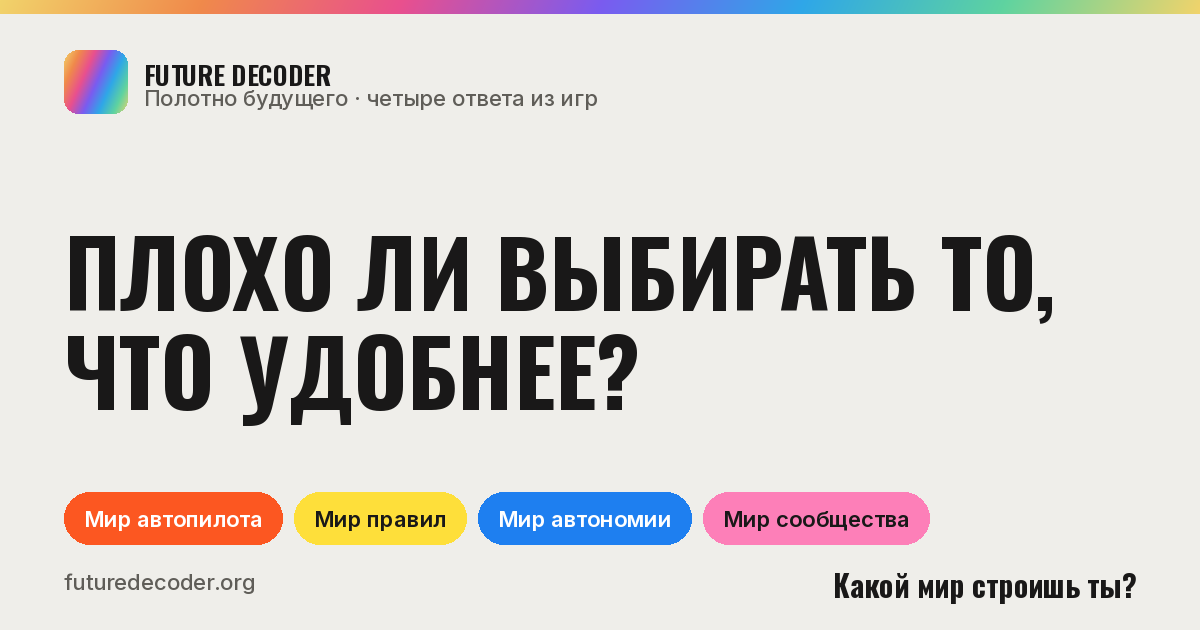 FUTURE DECODER
Полотно будущего · четыре ответа из игр
ПЛОХО ЛИ ВЫБИРАТЬ ТО,
ЧТО УДОБНЕЕ?
Мир автопилота
Мир правил
Мир автономии
Мир сообщества
futuredecoder.org
Какой мир строишь ты?